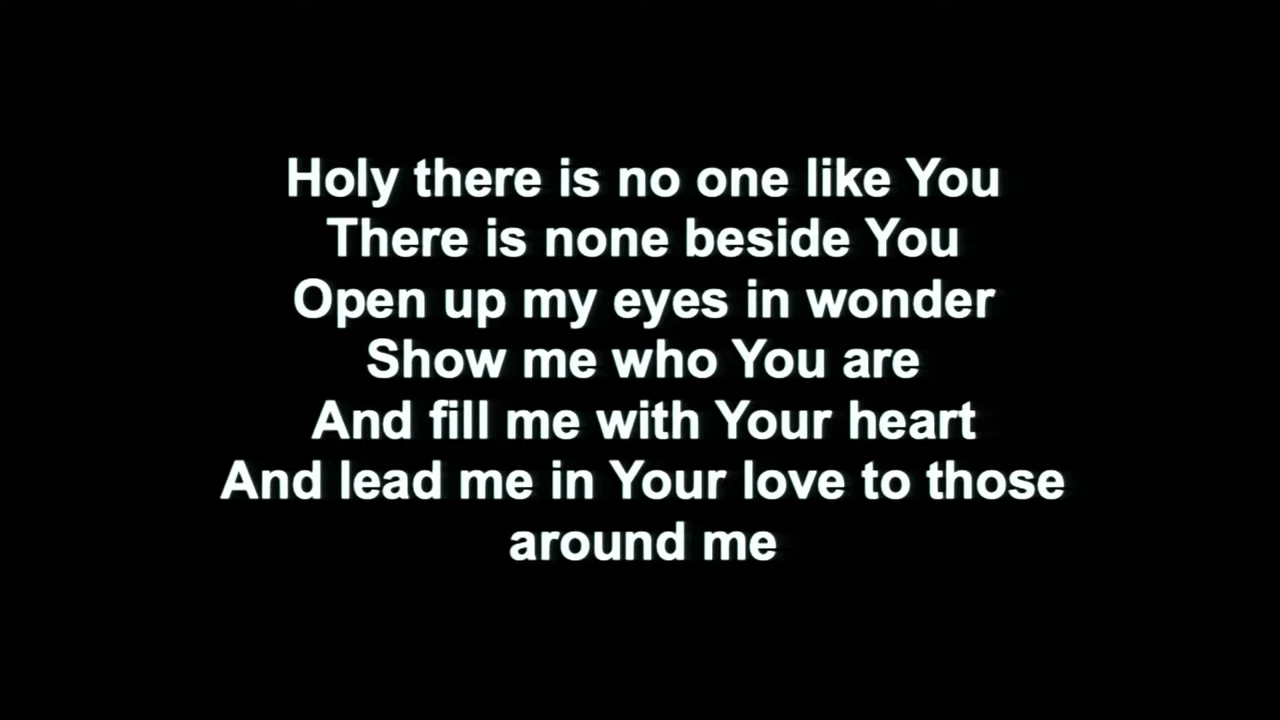 Holy there is no one like You
There is none beside You
Open up my eyes in wonder
Show me who You are
And fill me with Your heart
And lead me in Your love to those
around me